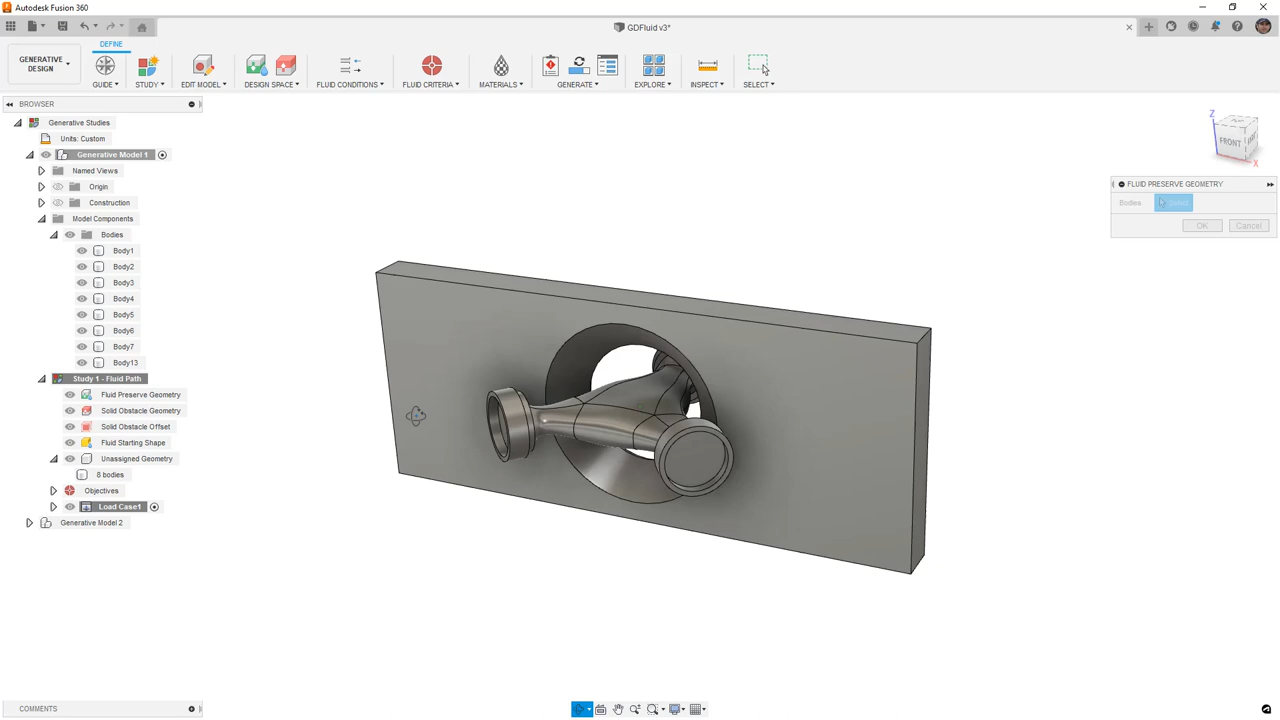 Autodesk Fusion 360
GDFluid v3*
DEFINE
GENERATIVE DESIGN
GUIDE
STUDY
EDIT MODEL
DESIGN SPACE
FLUID CONDITIONS
FLUID CRITERIA
MATERIALS
GENERATE
EXPLORE
INSPECT
SELECT
BROWSER
Generative Studies
Units: Custom
Generative Model 1
Named Views
Origin
Construction
Model Components
Bodies
Body1
Body2
Body3
Body4
Body5
Body6
Body7
Body13
Study 1 - Fluid Path
Fluid Preserve Geometry
Solid Obstacle Geometry
Solid Obstacle Offset
Fluid Starting Shape
Unassigned Geometry
8 bodies
Objectives
Load Case1
Generative Model 2
Z
FRONT
X
FLUID PRESERVE GEOMETRY
Bodies
Select
OK
Cancel
COMMENTS